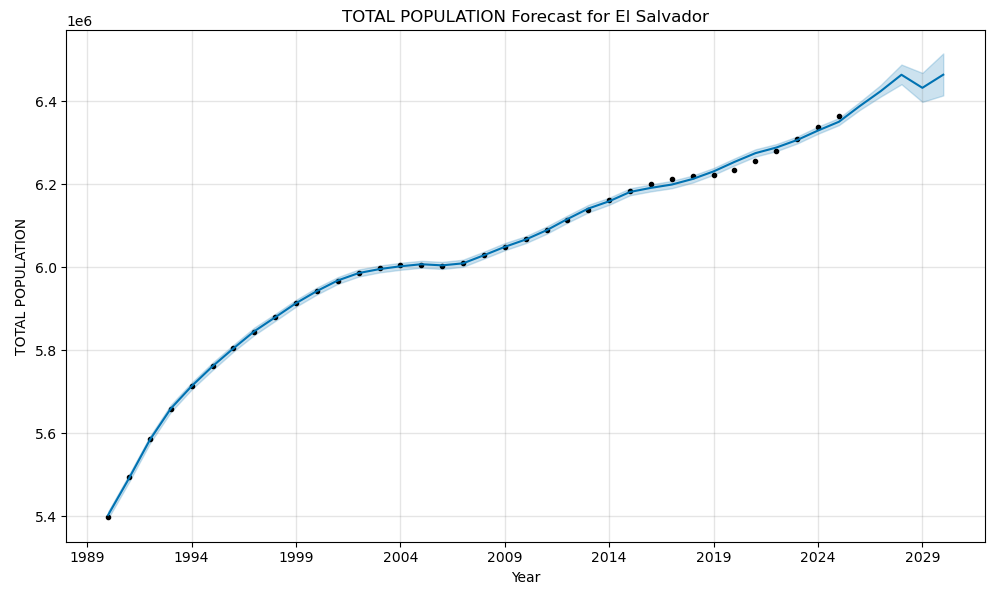 TOTAL POPULATION Forecast for El Salvador
1e6
6.4
6.2
6.0
5.8
5.6
5.4
TOTAL POPULATION
1989 1994 1999 2004 2009 2014 2019 2024 2029
Year